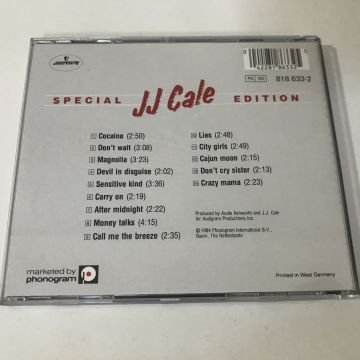 mercury
0 42281 86332 5
PG 818 633-2
SPECIAL JJ Cale EDITION
1 Cocaine (2:50)
2 Don't wait (3:08)
3 Magnolia (3:23)
4 Devil in disguise (2:02)
5 Sensitive kind (3:36)
6 Carry on (2:19)
7 After midnight (2:22)
8 Money talks (4:15)
9 Call me the breeze (2:35)
10 Lies (2:48)
11 City girls (2:49)
12 Cajun moon (2:15)
13 Don't cry sister (2:13)
14 Crazy mama (2:23)
Produced by Audie Ashworth and J.J. Cale
for Audigram Productions Inc.
℗ 1984 Phonogram International B.V.,
Baarn, The Netherlands
marketed by
phonogram
Printed in West Germany